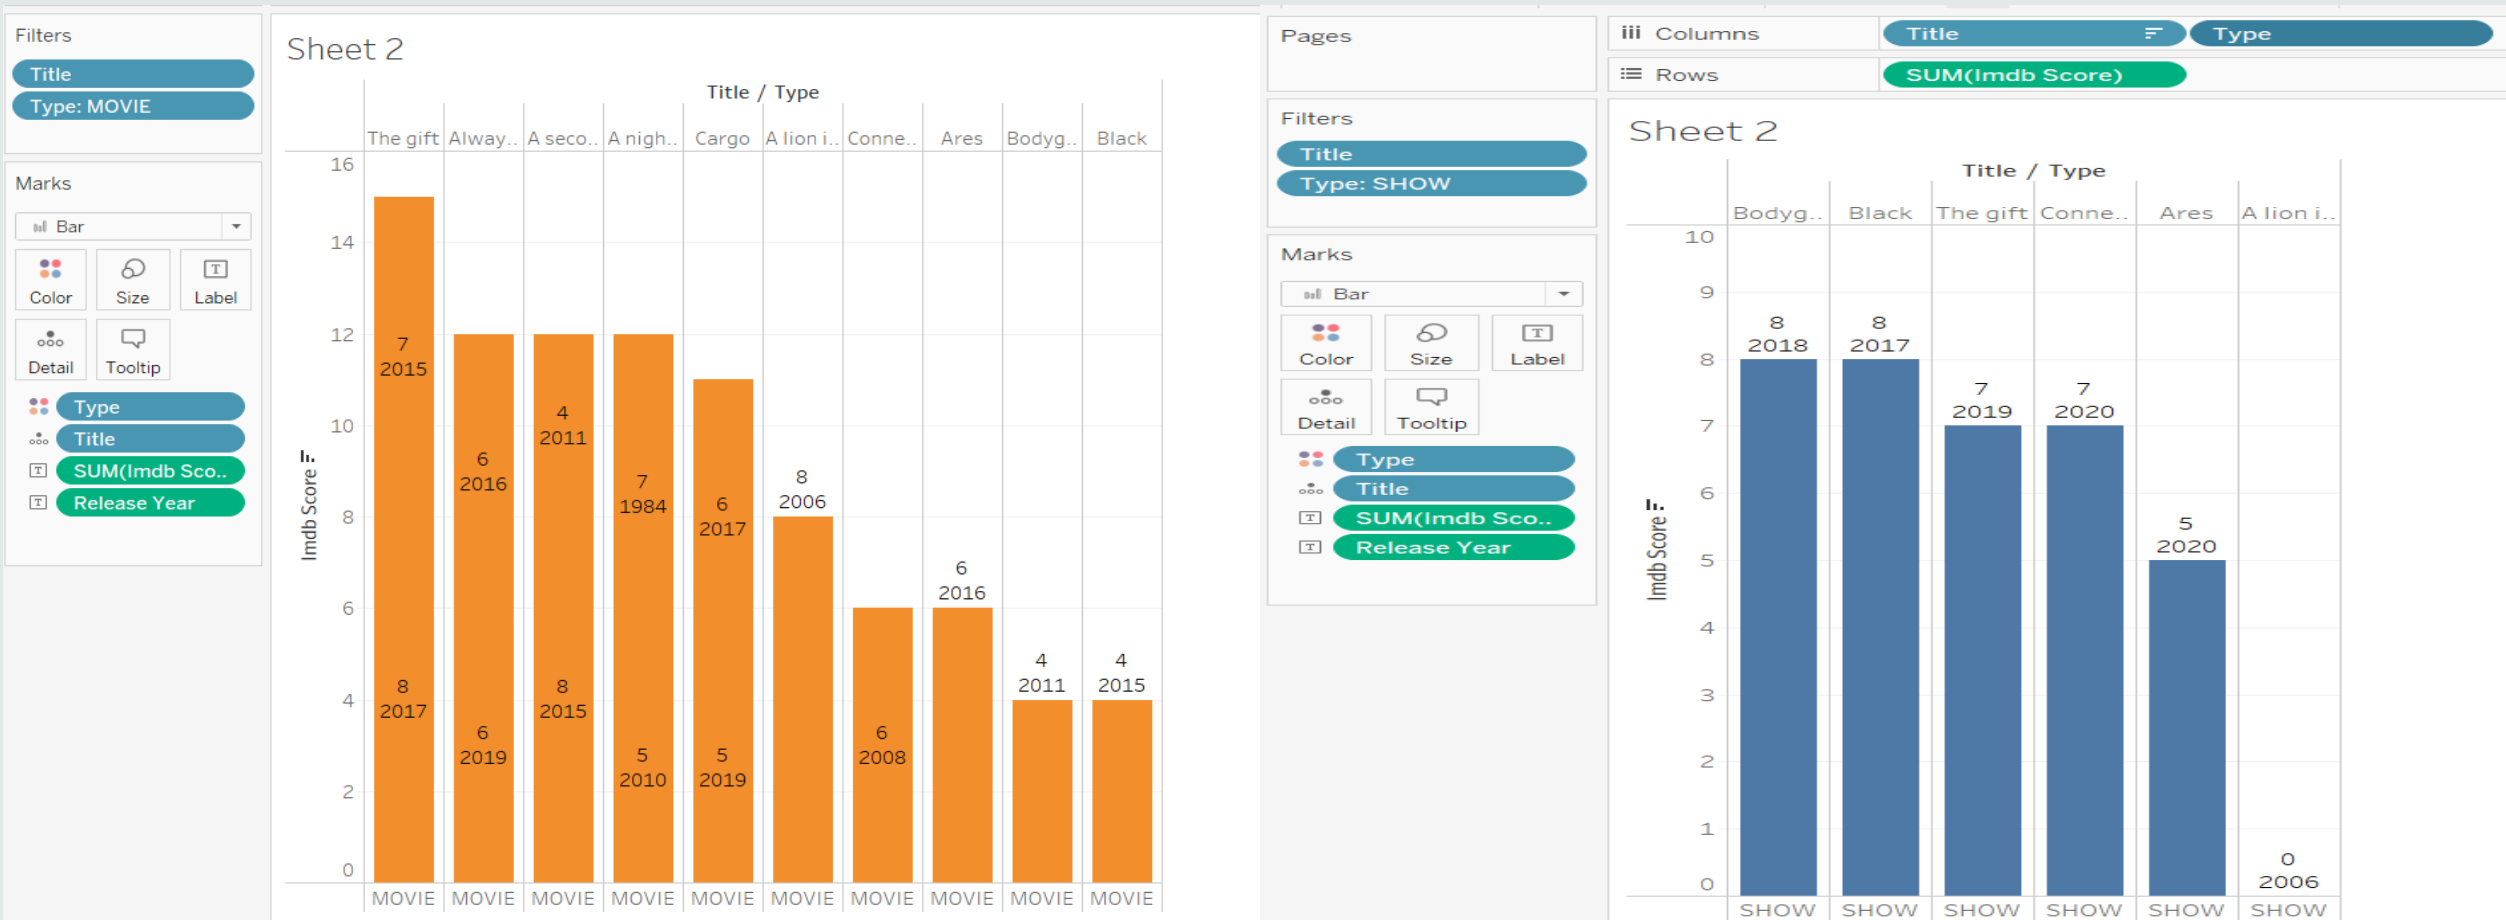 Filters
Title
Type: MOVIE
Marks
Bar
Color Size Label
Detail Tooltip
Type
Title
SUM(Imdb Sco..
Release Year
Sheet 2
Title / Type
The gift Alway.. A seco.. A nigh.. Cargo A lion i.. Conne.. Ares Bodyg.. Black
Imdb Score
16
14
12
10
8
6
4
2
0
7
2015
8
2017
6
2016
6
2019
4
2011
8
2015
7
1984
5
2010
6
2017
5
2019
8
2006
6
2008
6
2016
4
2011
4
2015
MOVIE MOVIE MOVIE MOVIE MOVIE MOVIE MOVIE MOVIE MOVIE MOVIE
Pages
Filters
Title
Type: SHOW
Marks
Bar
Color Size Label
Detail Tooltip
Type
Title
SUM(Imdb Sco..
Release Year
Columns Title Type
Rows SUM(Imdb Score)
Sheet 2
Title / Type
Bodyg.. Black The gift Conne.. Ares A lion i..
Imdb Score
10
9
8
7
6
5
4
3
2
1
0
8
2018
8
2017
7
2019
7
2020
5
2020
0
2006
SHOW SHOW SHOW SHOW SHOW SHOW